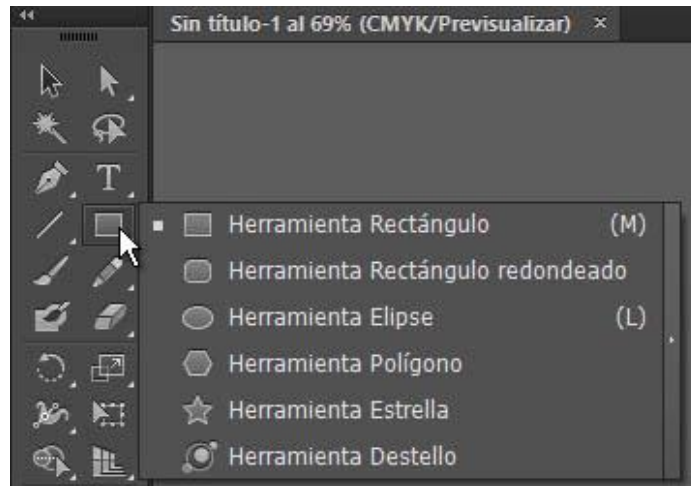 Sin título-1 al 69% (CMYK/Previsualizar) ×
Herramienta Rectángulo (M)
Herramienta Rectángulo redondeado
Herramienta Elipse (L)
Herramienta Polígono
Herramienta Estrella
Herramienta Destello